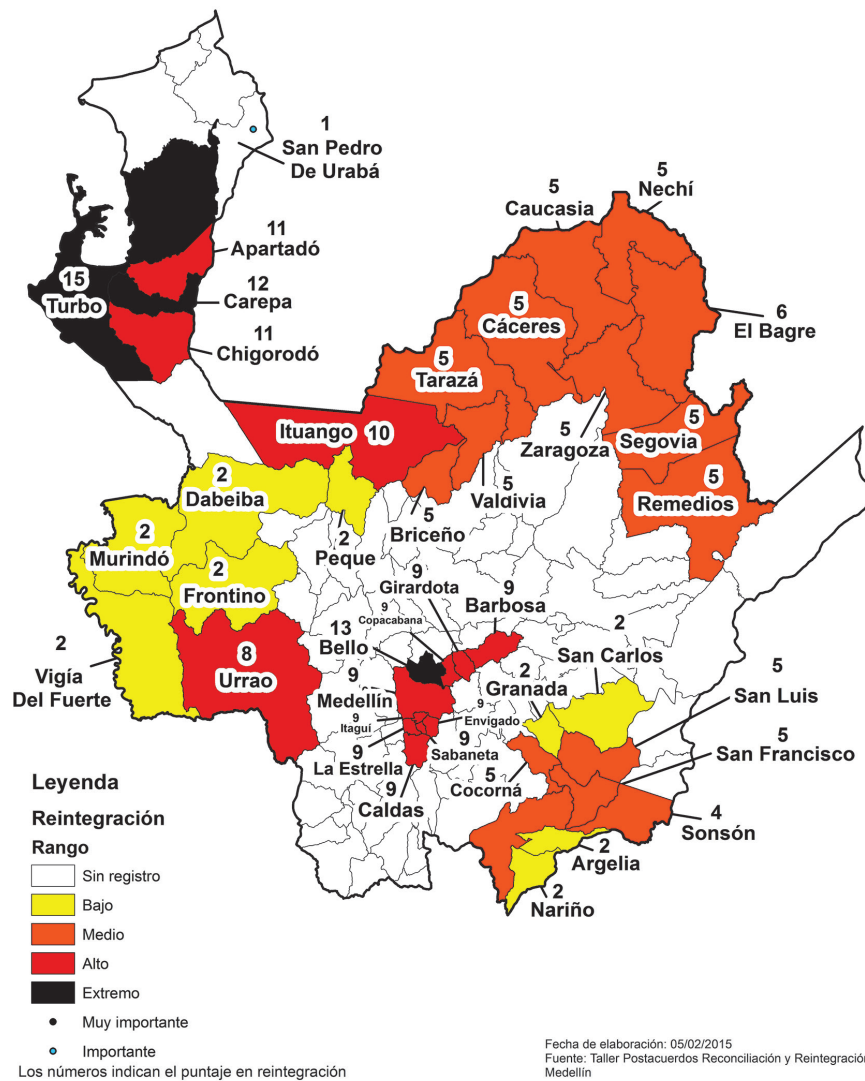 1
San Pedro
De Urabá
11
Apartadó
12
Carepa
15
Turbo
11
Chigorodó
5
Caucasia
5
Nechí
5
Cáceres
6
El Bagre
5
Tarazá
Ituango 10
5
Zaragoza
5
Segovia
5
Valdivia
5
Remedios
5
Briceño
2
Dabeiba
2
Peque
2
Murindó
2
Frontino
9
Girardota
9
Barbosa
9
Copacabana
13
Bello
2
San Carlos
2
Vigía
Del Fuerte
8
Urrao
9
Medellín
2
Granada
5
San Luis
9
Itaguí
9
Envigado
9
Sabaneta
9
La Estrella
5
San Francisco
5
Cocorná
9
Caldas
4
Sonsón
2
Argelia
2
Nariño
Leyenda
Reintegración
Rango
Sin registro
Bajo
Medio
Alto
Extremo
Muy importante
Importante
Los números indican el puntaje en reintegración
Fecha de elaboración: 05/02/2015
Fuente: Taller Postacuerdos Reconciliación y Reintegración
Medellín